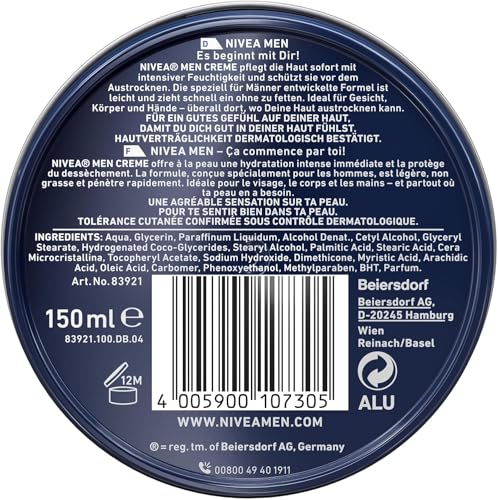 D NIVEA MEN
Es beginnt mit Dir!
NIVEA® MEN CREME pflegt die Haut sofort mit
intensiver Feuchtigkeit und schützt sie vor dem
Austrocknen. Die speziell für Männer entwickelte Formel ist
leicht und zieht schnell ein ohne zu fetten. Ideal für Gesicht,
Körper und Hände – überall dort, wo Deine Haut austrocknen kann.
FÜR EIN GUTES GEFÜHL AUF DEINER HAUT,
DAMIT DU DICH GUT IN DEINER HAUT FÜHLST.
HAUTVERTRÄGLICHKEIT DERMATOLOGISCH BESTÄTIGT.
F NIVEA MEN – Ça commence par toi!
NIVEA® MEN CREME offre à la peau une hydratation intense immédiate et la protège
du dessèchement. La formule, conçue spécialement pour les hommes, est légère, non
grasse et pénètre rapidement. Idéale pour le visage, le corps et les mains – et partout où
ta peau en a besoin.
UNE AGRÉABLE SENSATION SUR TA PEAU.
POUR TE SENTIR BIEN DANS TA PEAU.
TOLÉRANCE CUTANÉE CONFIRMÉE SOUS CONTRÔLE DERMATOLOGIQUE.
INGREDIENTS: Aqua, Glycerin, Paraffinum Liquidum, Alcohol Denat., Cetyl Alcohol, Glyceryl
Stearate, Hydrogenated Coco-Glycerides, Stearyl Alcohol, Palmitic Acid, Stearic Acid, Cera
Microcristallina, Tocopheryl Acetate, Sodium Hydroxide, Dimethicone, Myristic Acid, Arachidic
Acid, Oleic Acid, Carbomer, Phenoxyethanol, Methylparaben, BHT, Parfum.
Art.No. 83921
150 ml e
83921.100.DB.04
12M
4 005900 107305
Beiersdorf
Beiersdorf AG,
D-20245 Hamburg
Wien
Reinach/Basel
ALU
WWW.NIVEAMEN.COM
® = reg. tm. of Beiersdorf AG, Germany
00800 49 40 1911